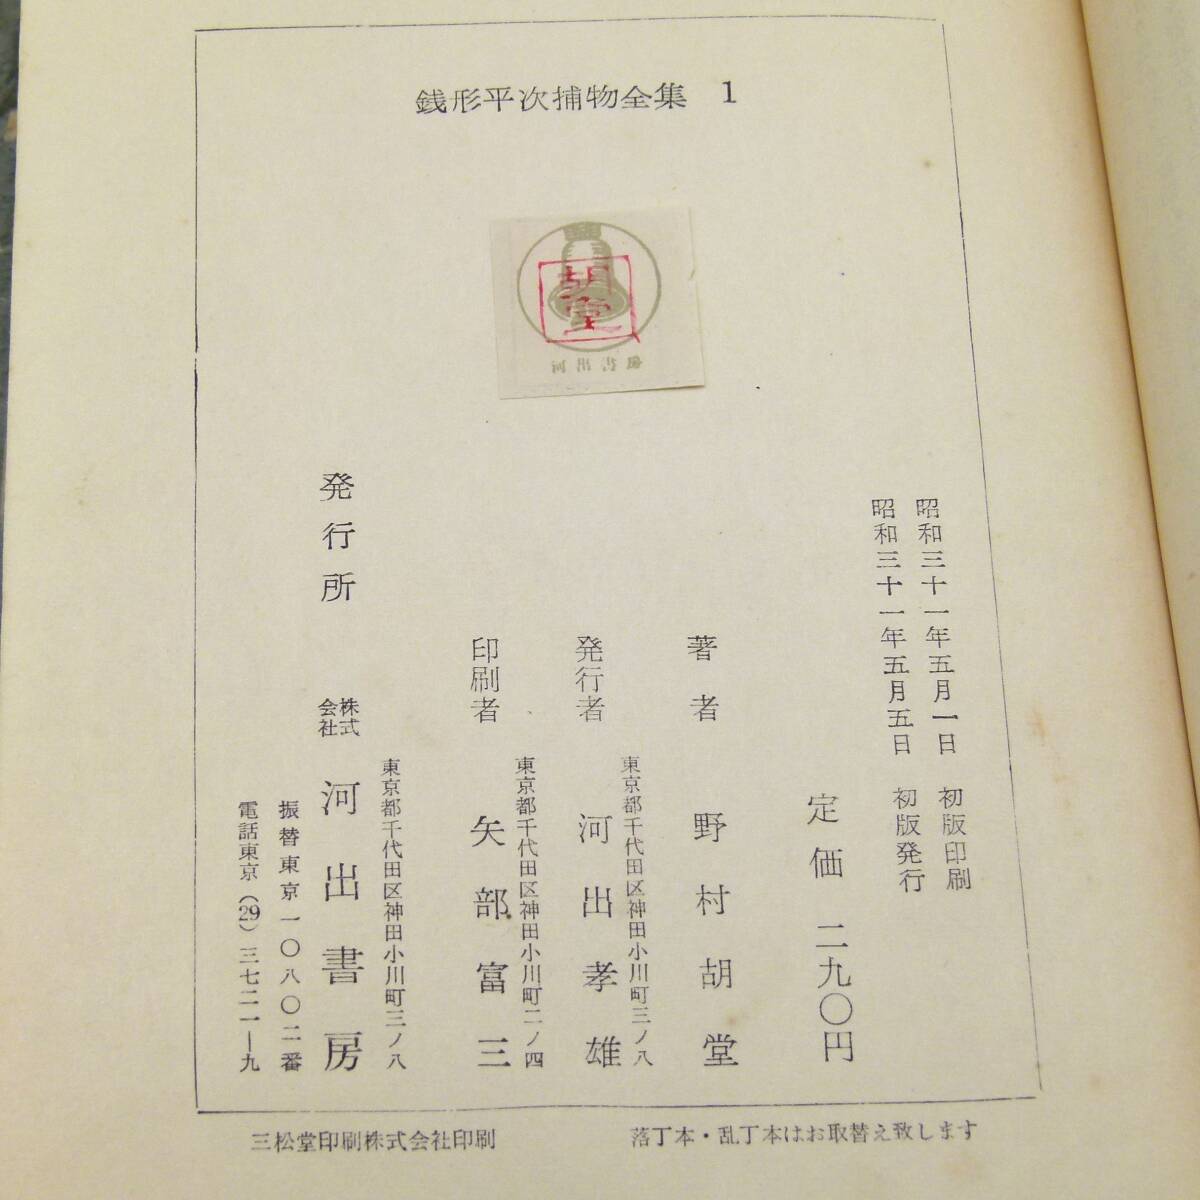 銭形平次捕物全集 1
胡堂
河出書房
昭和三十一年五月一日 初版印刷
昭和三十一年五月五日 初版発行
定価 二九〇円
著者 野村胡堂
東京都千代田区神田小川町三ノ八
発行者 河出孝雄
東京都千代田区神田小川町二ノ四
印刷者 矢部富三
東京都千代田区神田小川町三ノ八
発行所 株式会社 河出書房
振替東京一〇八〇二番
電話東京(29)三七二一—九
落丁本・乱丁本はお取替え致します
三松堂印刷株式会社印刷